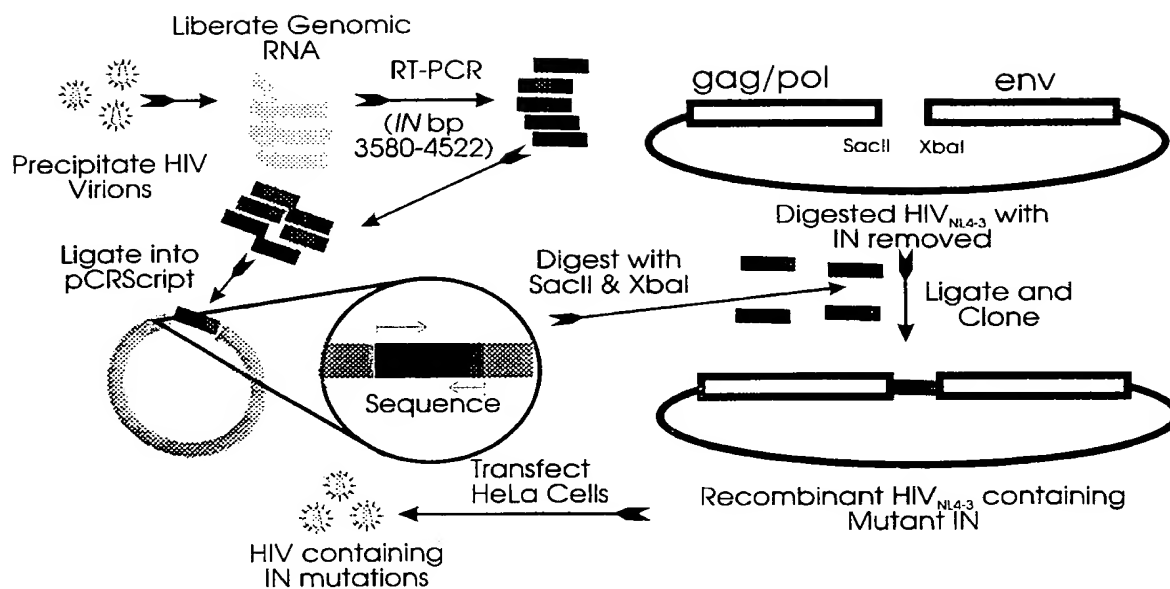 Liberate Genomic
RNA
RT-PCR
(IN bp
3580-4522)
Precipitate HIV
Virions
gag/pol
env
SacII
XbaI
Digested HIVNL4-3 with
IN removed
Ligate into
pCRScript
Digest with
SacII & XbaI
Ligate and
Clone
Sequence
Transfect
HeLa Cells
Recombinant HIVNL4-3 containing
Mutant IN
HIV containing
IN mutations